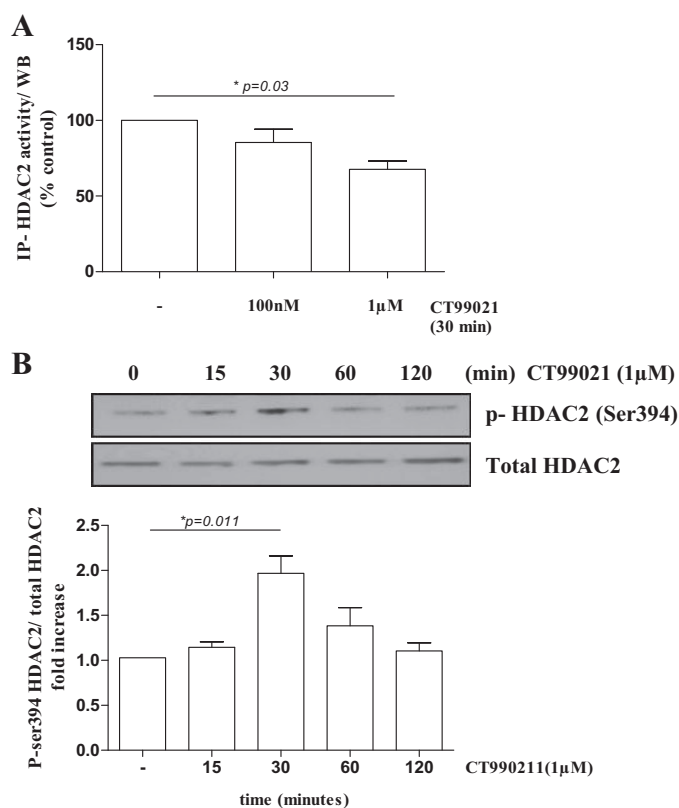 A
IP- HDAC2 activity/ WB
(% control)
150
100
50
0
* p=0.03
- 100nM 1µM CT99021
(30 min)
B
0 15 30 60 120 (min) CT99021 (1µM)
p- HDAC2 (Ser394)
Total HDAC2
P-ser394 HDAC2/ total HDAC2
fold increase
2.5
2.0
1.5
1.0
0.5
0.0
*p=0.011
- 15 30 60 120 CT990211(1µM)
time (minutes)